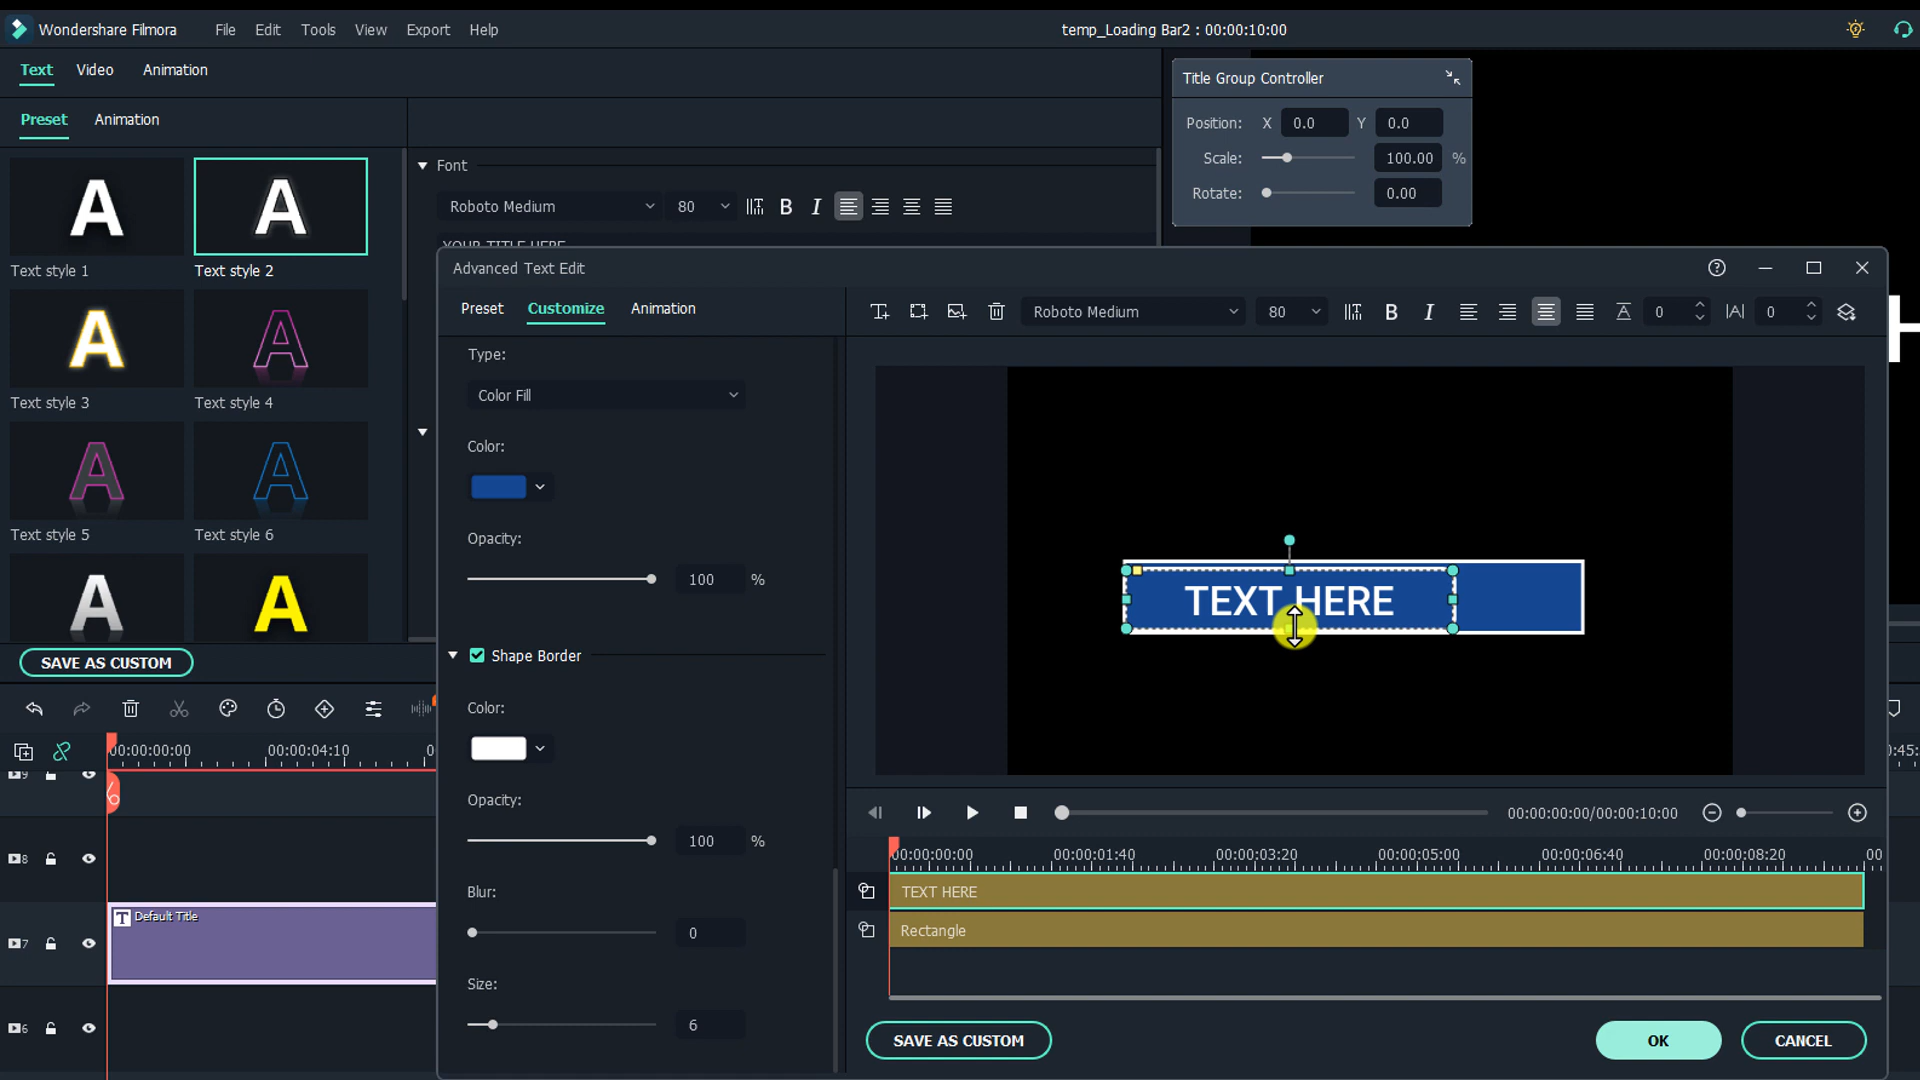 Wondershare Filmora File Edit Tools View Export Help temp_Loading Bar2 : 00:00:10:00
Text Video Animation
Title Group Controller
Preset Animation
Position: X 0.0 Y 0.0
Scale: 100.00 %
Rotate: 0.00
Font
Roboto Medium 80 B I
YOUR TITLE HERE
A A
Text style 1 Text style 2
A A
Text style 3 Text style 4
A A
Text style 5 Text style 6
A A
SAVE AS CUSTOM
Advanced Text Edit
Preset Customize Animation
Roboto Medium 80 B I 0 0
Type:
Color Fill
Color:
Opacity:
100 %
Shape Border
Color:
Opacity:
100 %
Blur:
0
Size:
6
TEXT HERE
H
00:00:00:00/00:00:10:00
00:00:00:00 00:00:01:40 00:00:03:20 00:00:05:00 00:00:06:40 00:00:08:20 00
TEXT HERE
Rectangle
SAVE AS CUSTOM OK CANCEL
00:00:00:00 00:00:04:10 0
:45:
9
8
7
T Default Title
6